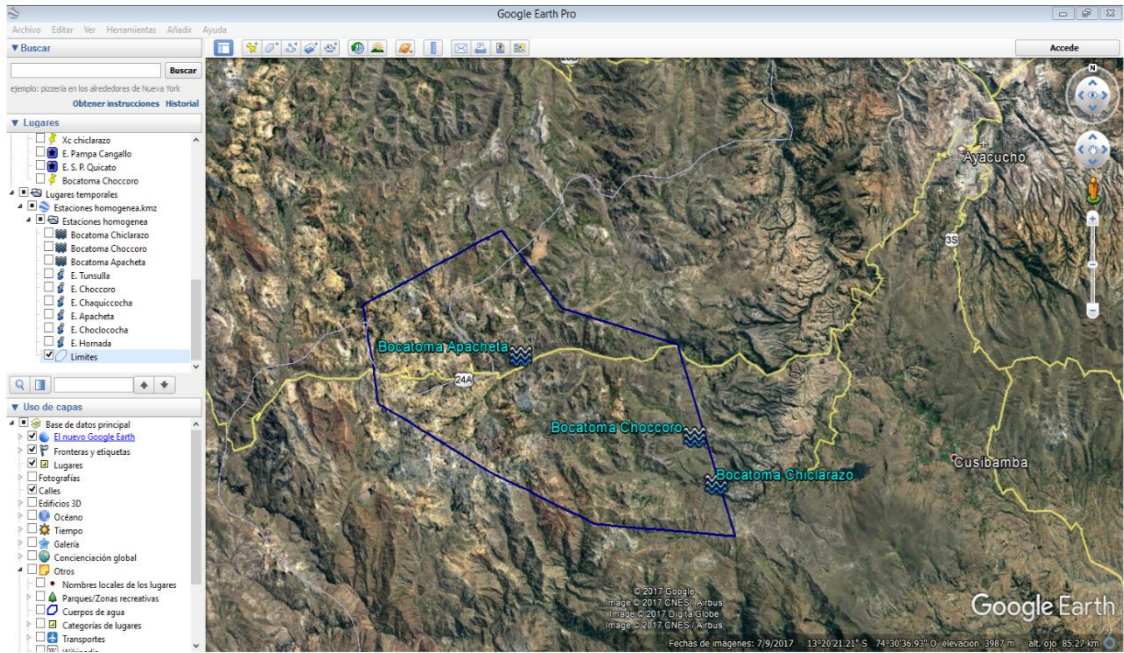 Google Earth Pro
Archivo Editar Ver Herramientas Añadir Ayuda
Buscar
Buscar
ejemplo: pizzería en los alrededores de Nueva York
Obtener instrucciones Historial
Accede
Lugares
Xc chiclarazo
E. Pampa Cangallo
E. S. P. Quicato
Bocatoma Choccoro
Lugares temporales
Estaciones homogenea.kmz
Estaciones homogenea
Bocatoma Chiclarazo
Bocatoma Choccoro
Bocatoma Apacheta
E. Tunsulla
E. Choccoro
E. Chaquiccocha
E. Apacheta
E. Choclococha
E. Hornada
Limites
Uso de capas
Base de datos principal
El nuevo Google Earth
Fronteras y etiquetas
Lugares
Fotografías
Calles
Edificios 3D
Océano
Tiempo
Galería
Concienciación global
Otros
Nombres locales de los lugares
Parques/Zonas recreativas
Cuerpos de agua
Categorías de lugares
Transportes
Wikipedia
N
Ayacucho
3S
Bocatoma Apacheta
24A
Bocatoma Choccoro
Bocatoma Chiclarazo
Cusibamba
© 2017 Google
Image © 2017 CNES / Airbus
Image © 2017 DigitalGlobe
Image © 2017 CNES / Airbus
Google Earth
Fechas de imágenes: 7/9/2017 13°20'21.21" S 74°30'36.93" O elevación 3987 m alt. ojo 85.27 km